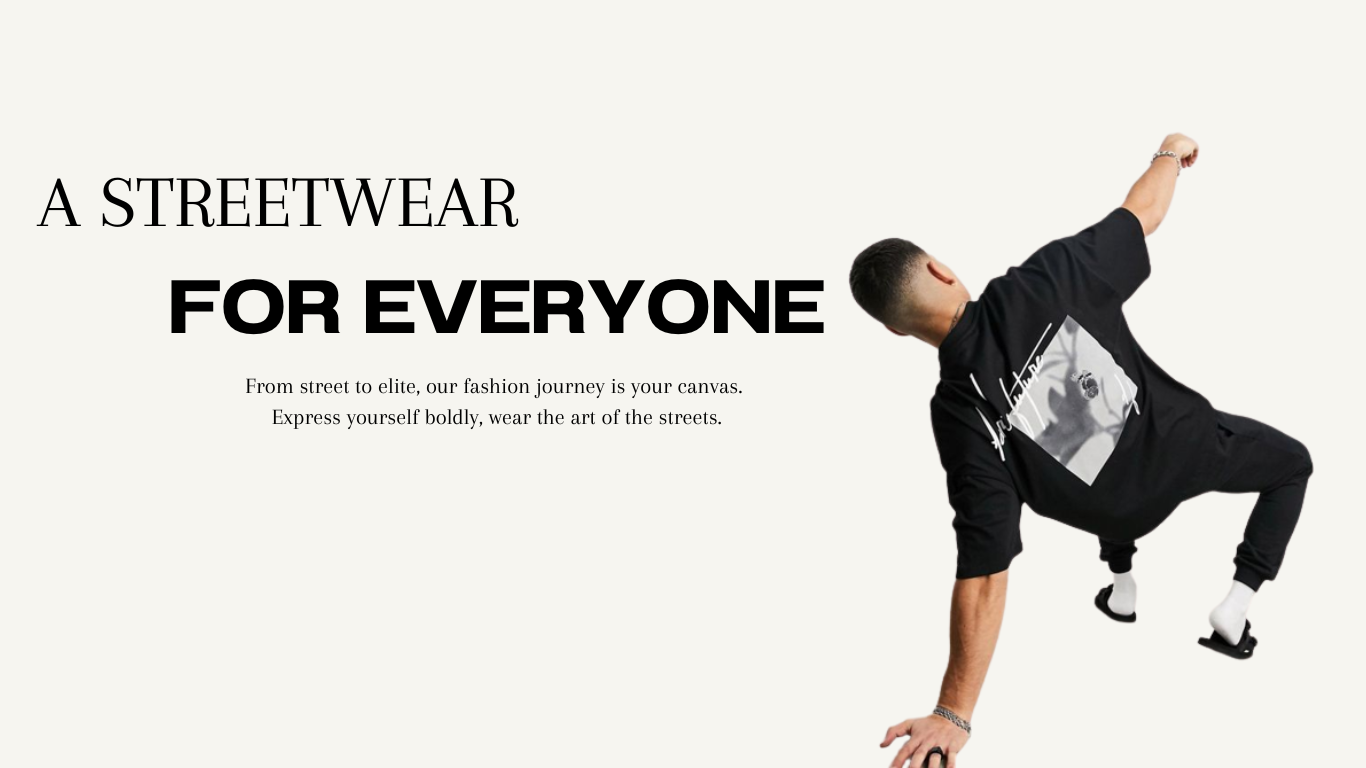 A STREETWEAR
FOR EVERYONE
From street to elite, our fashion journey is your canvas.
Express yourself boldly, wear the art of the streets.